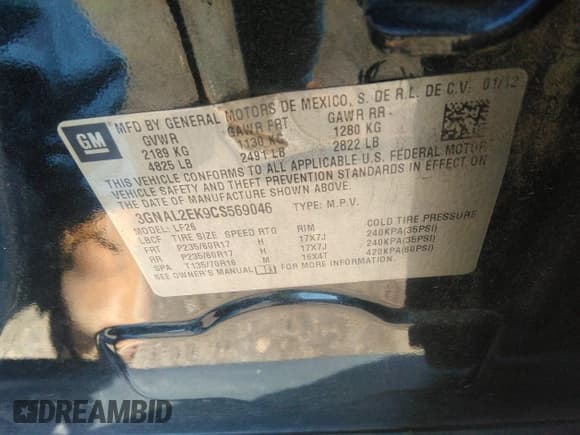 GM
MFD BY GENERAL MOTORS DE MEXICO, S. DE R.L. DE C.V. 01/12
GVWR GAWR FRT GAWR RR
2189 KG 1130 KG 1280 KG
4825 LB 2491 LB 2822 LB
THIS VEHICLE CONFORMS TO ALL APPLICABLE U.S. FEDERAL MOTOR
VEHICLE SAFETY AND THEFT PREVENTION STANDARDS IN EFFECT ON
THE DATE OF MANUFACTURE SHOWN ABOVE.
3GNAL2EK9CS569046 TYPE: M.P.V.
MODEL: LF26
LBCF TIRE SIZE SPEED RTG RIM COLD TIRE PRESSURE
FRT P235/60R17 H 17X7J 240KPA(35PSI)
RR P235/60R17 H 17X7J 240KPA(35PSI)
SPA T135/70R16 M 16X4T 420KPA(60PSI)
SEE OWNER'S MANUAL FOR MORE INFORMATION.
DREAMBID